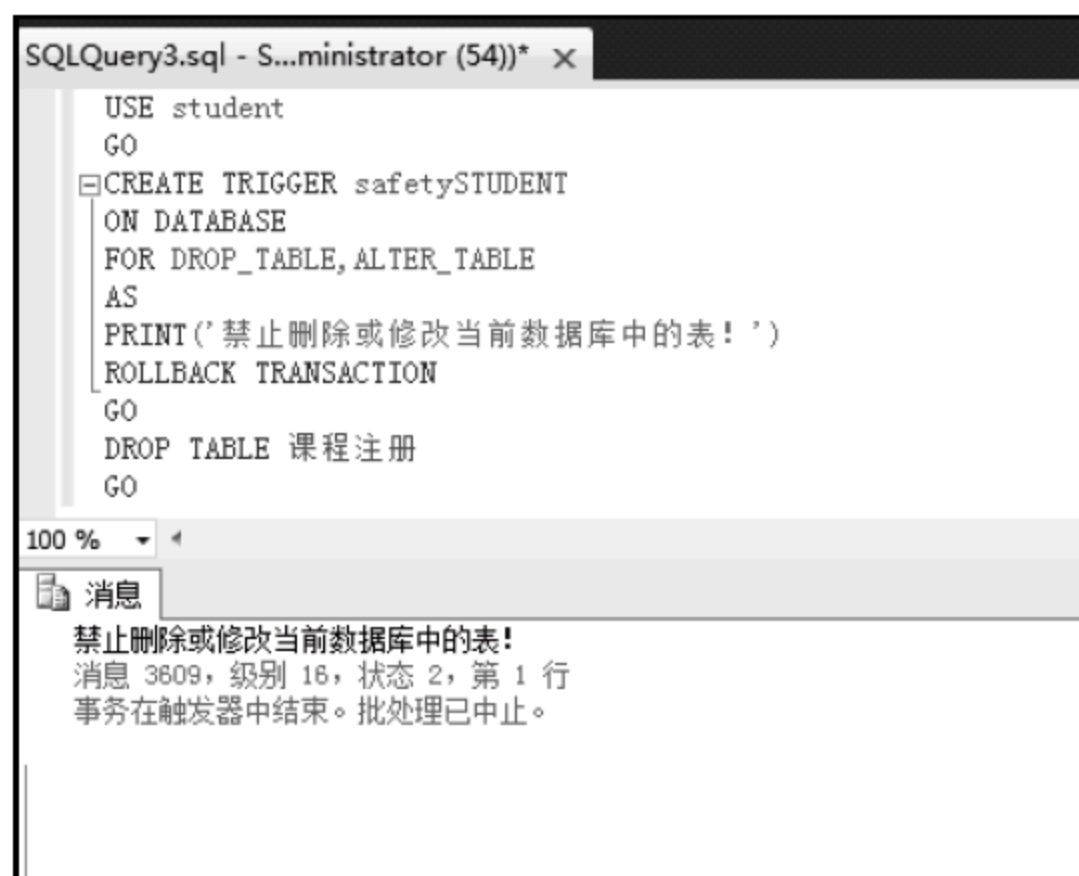 SQLQuery3.sql - S...ministrator (54))*
USE student
GO
CREATE TRIGGER safetySTUDENT
ON DATABASE
FOR DROP_TABLE,ALTER_TABLE
AS
PRINT('禁止删除或修改当前数据库中的表！')
ROLLBACK TRANSACTION
GO
DROP TABLE 课程注册
GO
100 %
消息
禁止删除或修改当前数据库中的表！
消息 3609，级别 16，状态 2，第 1 行
事务在触发器中结束。批处理已中止。